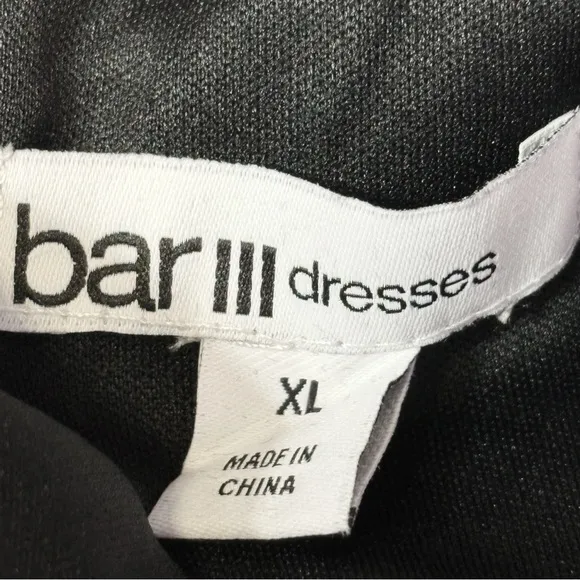 bar III dresses
XL
MADE IN
CHINA